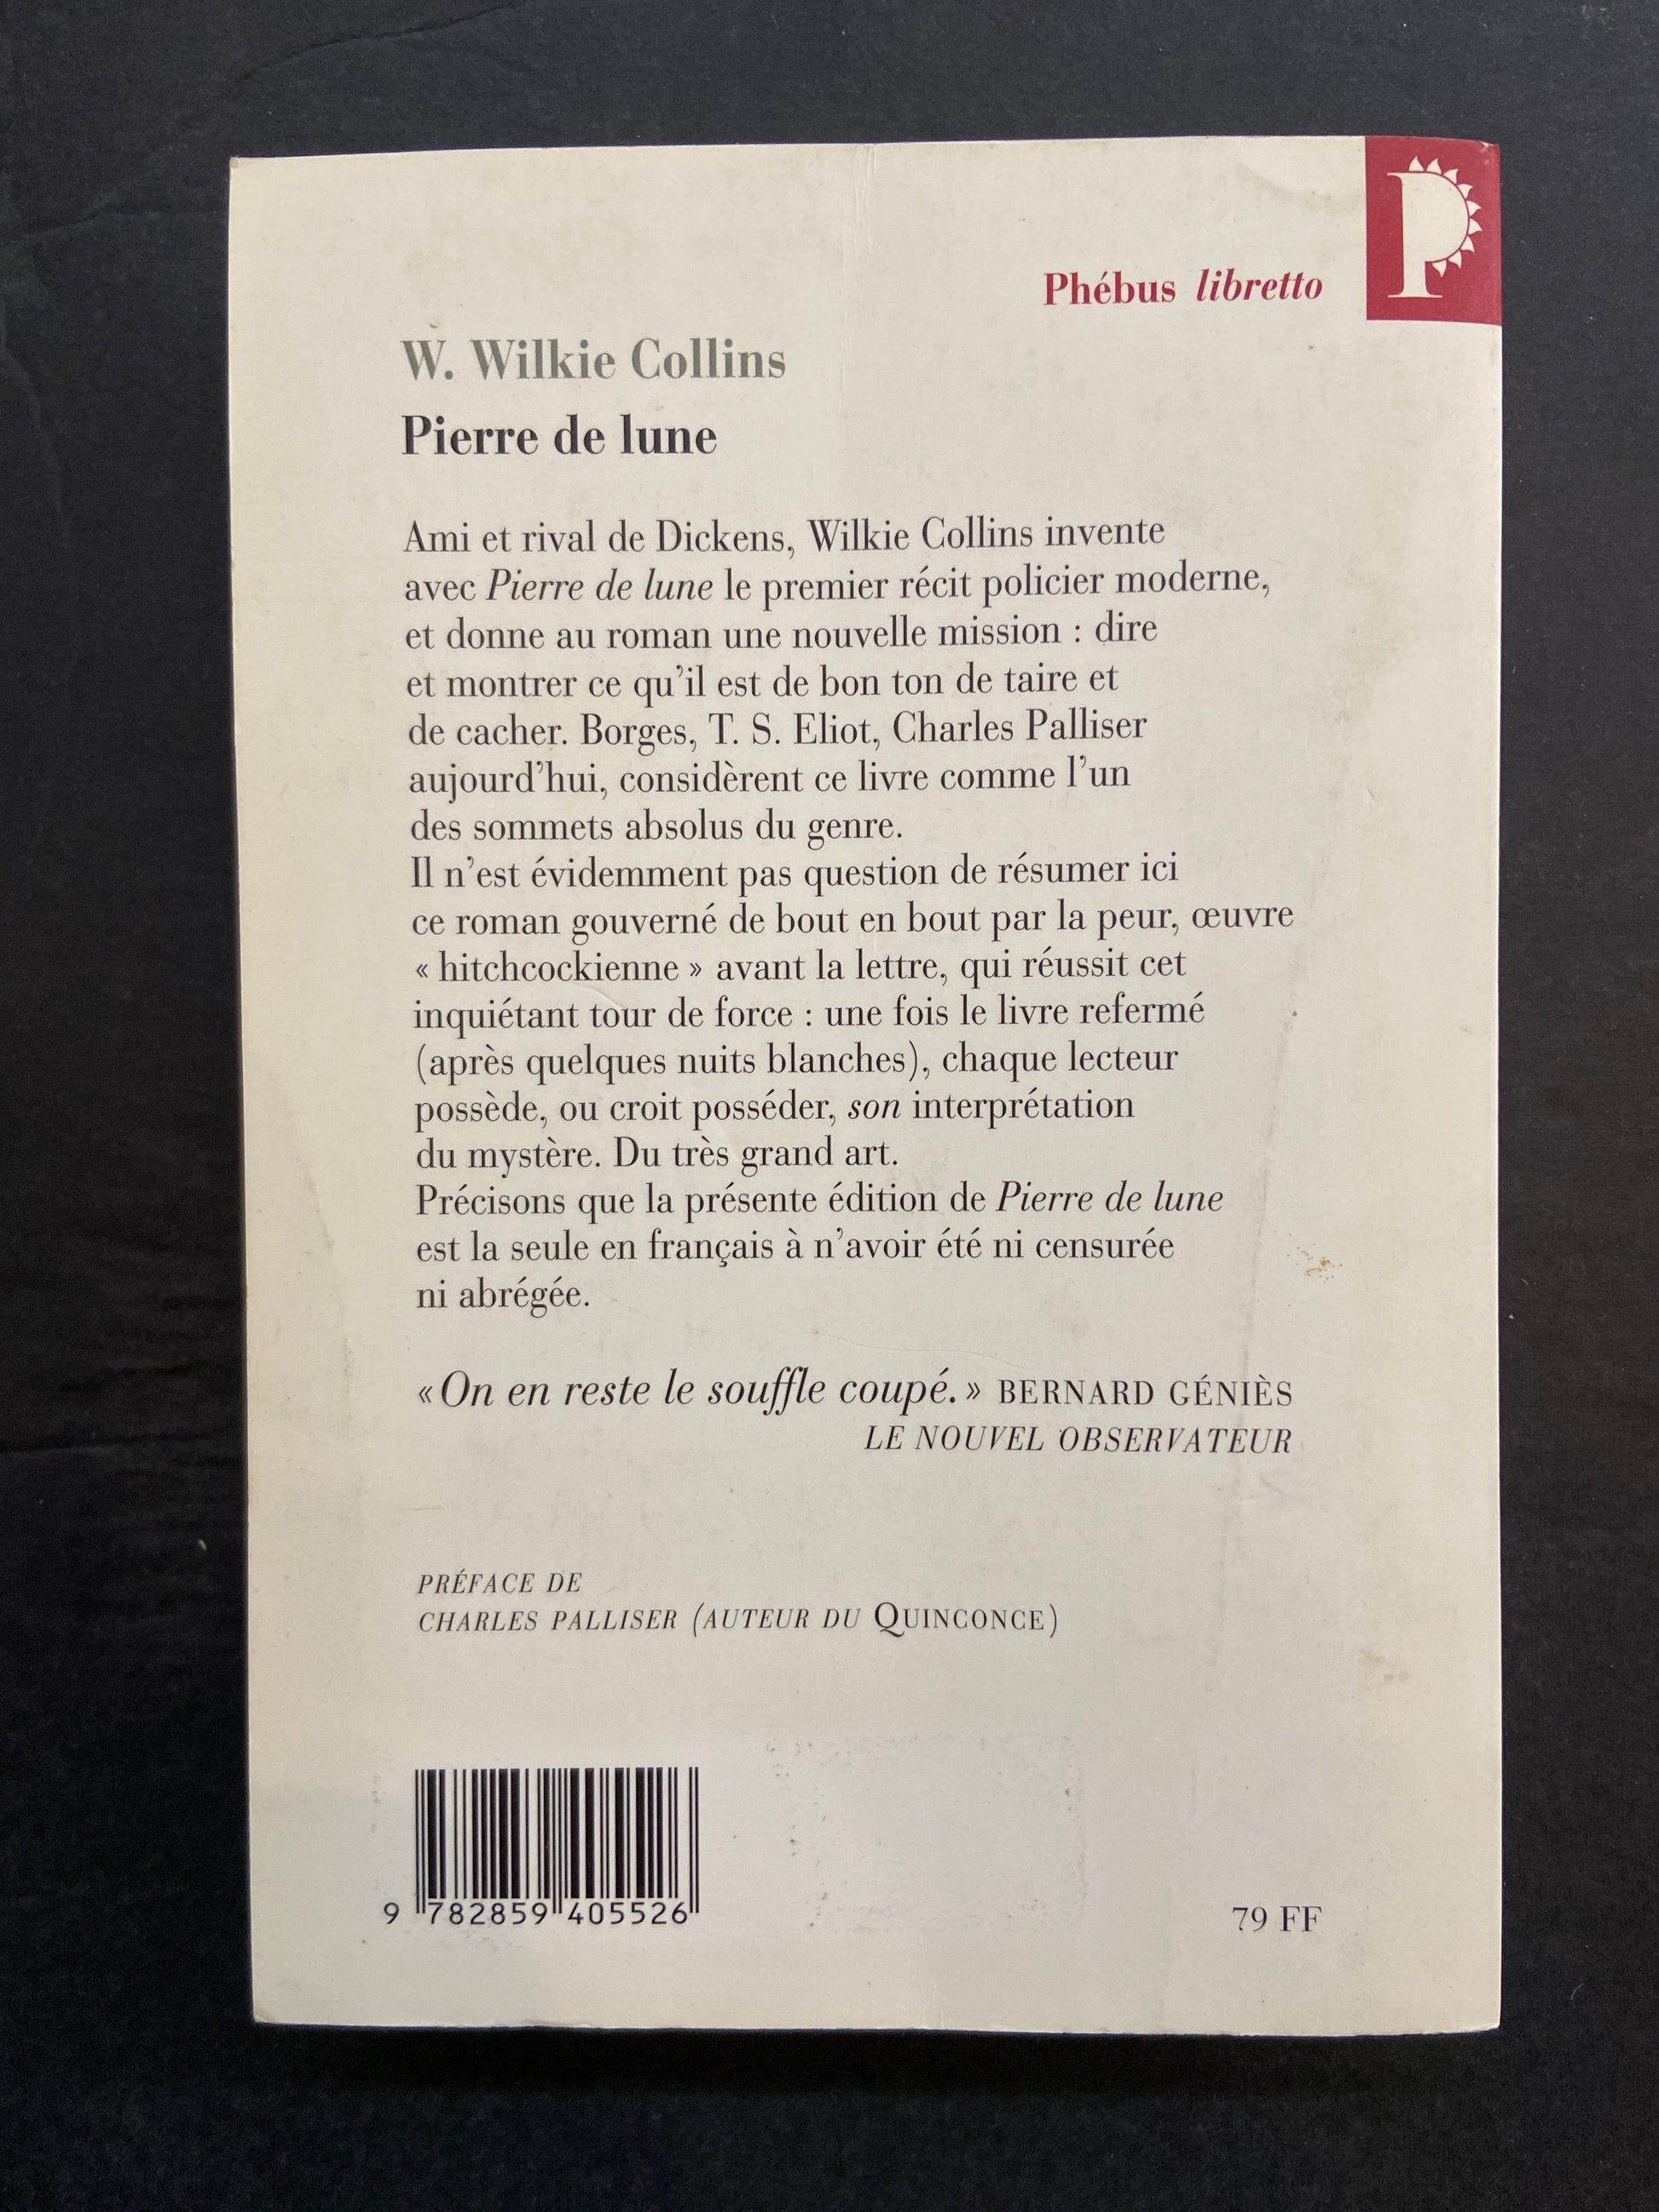 Phébus libretto
W. Wilkie Collins
Pierre de lune
Ami et rival de Dickens, Wilkie Collins invente
avec Pierre de lune le premier récit policier moderne,
et donne au roman une nouvelle mission : dire
et montrer ce qu'il est de bon ton de taire et
de cacher. Borges, T. S. Eliot, Charles Palliser
aujourd'hui, considèrent ce livre comme l'un
des sommets absolus du genre.
Il n'est évidemment pas question de résumer ici
ce roman gouverné de bout en bout par la peur, œuvre
« hitchcockienne » avant la lettre, qui réussit cet
inquiétant tour de force : une fois le livre refermé
(après quelques nuits blanches), chaque lecteur
possède, ou croit posséder, son interprétation
du mystère. Du très grand art.
Précisons que la présente édition de Pierre de lune
est la seule en français à n'avoir été ni censurée
ni abrégée.
« On en reste le souffle coupé. » BERNARD GÉNIÈS
LE NOUVEL OBSERVATEUR
PRÉFACE DE
CHARLES PALLISER (AUTEUR DU QUINCONCE)
9 782859 405526
79 FF